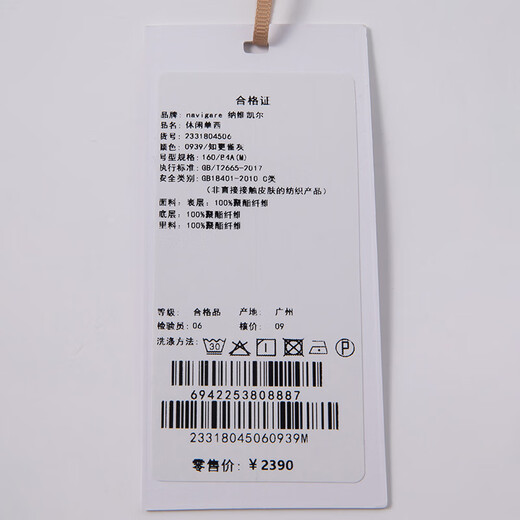 合格证
品牌: navigare 纳维凯尔
品名: 休闲单西
货号: 2331804506
颜色: 0939/知更雀灰
号型规格: 160/84A(M)
执行标准: GB/T2665-2017
安全类别: GB18401-2010 C类
(非直接接触皮肤的纺织产品)
面料: 表层: 100%聚酯纤维
底层: 100%聚酯纤维
里料: 100%聚酯纤维
等级: 合格品 产地: 广州
检验员: 06 核价: 09
洗涤方法: 30 P
6942253808887
23318045060939M
零售价: ¥2390